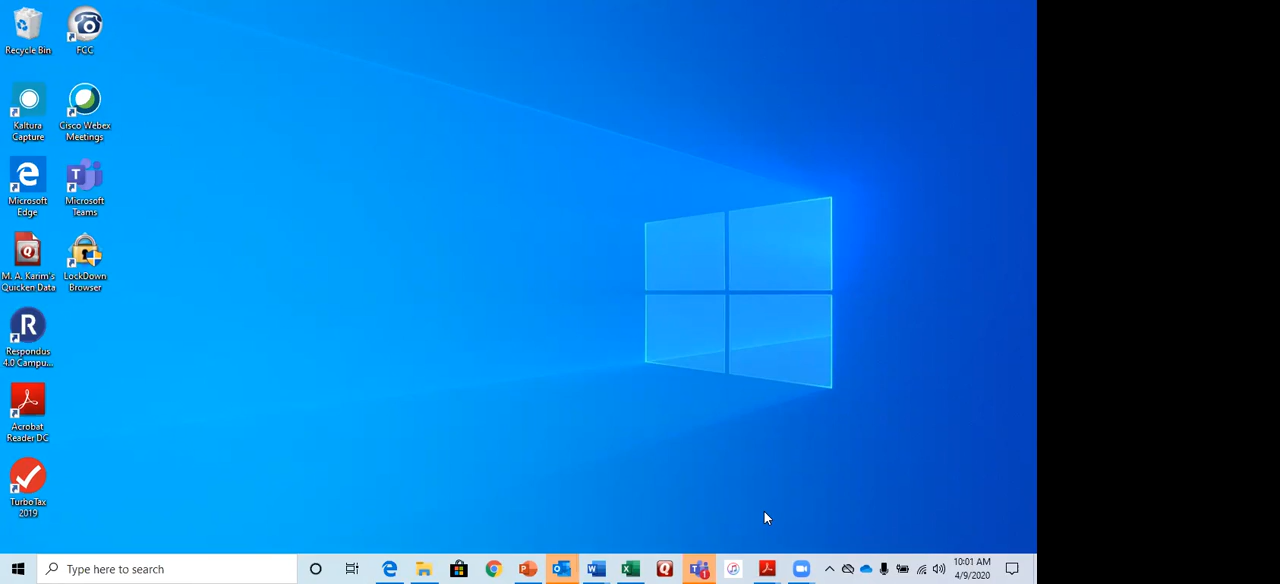 Recycle Bin
FCC
Kaltura
Capture
Cisco Webex
Meetings
Microsoft
Edge
Microsoft
Teams
M. A. Karim's
Quicken Data
LockDown
Browser
Respondus
4.0 Campu...
Acrobat
Reader DC
TurboTax
2019
Type here to search
10:01 AM
4/9/2020